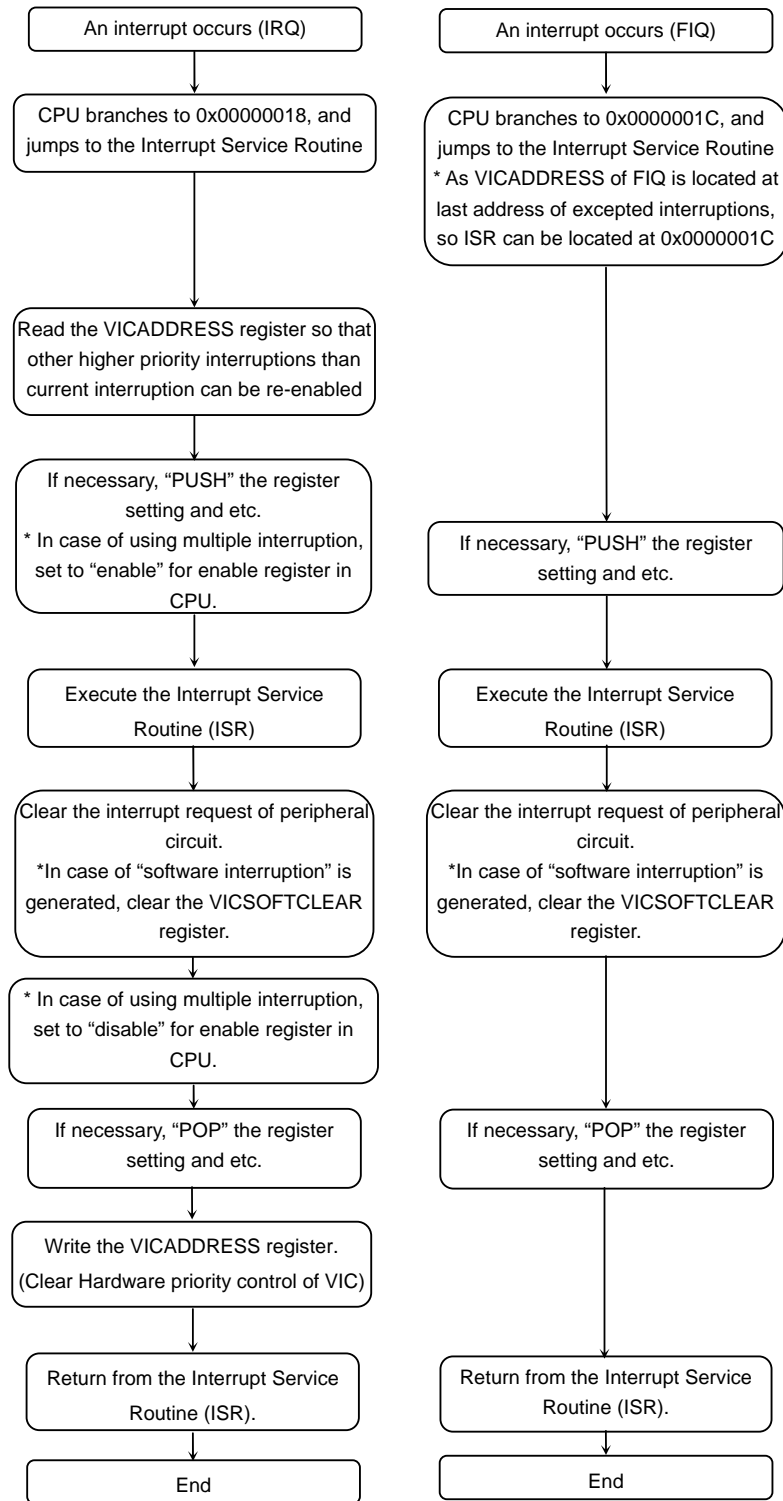 An interrupt occurs (IRQ)
CPU branches to 0x00000018, and
jumps to the Interrupt Service Routine
Read the VICADDRESS register so that
other higher priority interruptions than
current interruption can be re-enabled
If necessary, “PUSH” the register
setting and etc.
* In case of using multiple interruption,
set to “enable” for enable register in
CPU.
Execute the Interrupt Service
Routine (ISR)
Clear the interrupt request of peripheral
circuit.
*In case of “software interruption” is
generated, clear the VICSOFTCLEAR
register.
* In case of using multiple interruption,
set to “disable” for enable register in
CPU.
If necessary, “POP” the register
setting and etc.
Write the VICADDRESS register.
(Clear Hardware priority control of VIC)
Return from the Interrupt Service
Routine (ISR).
End
An interrupt occurs (FIQ)
CPU branches to 0x0000001C, and
jumps to the Interrupt Service Routine
* As VICADDRESS of FIQ is located at
last address of excepted interruptions,
so ISR can be located at 0x0000001C
If necessary, “PUSH” the register
setting and etc.
Execute the Interrupt Service
Routine (ISR)
Clear the interrupt request of peripheral
circuit.
*In case of “software interruption” is
generated, clear the VICSOFTCLEAR
register.
If necessary, “POP” the register
setting and etc.
Return from the Interrupt Service
Routine (ISR).
End